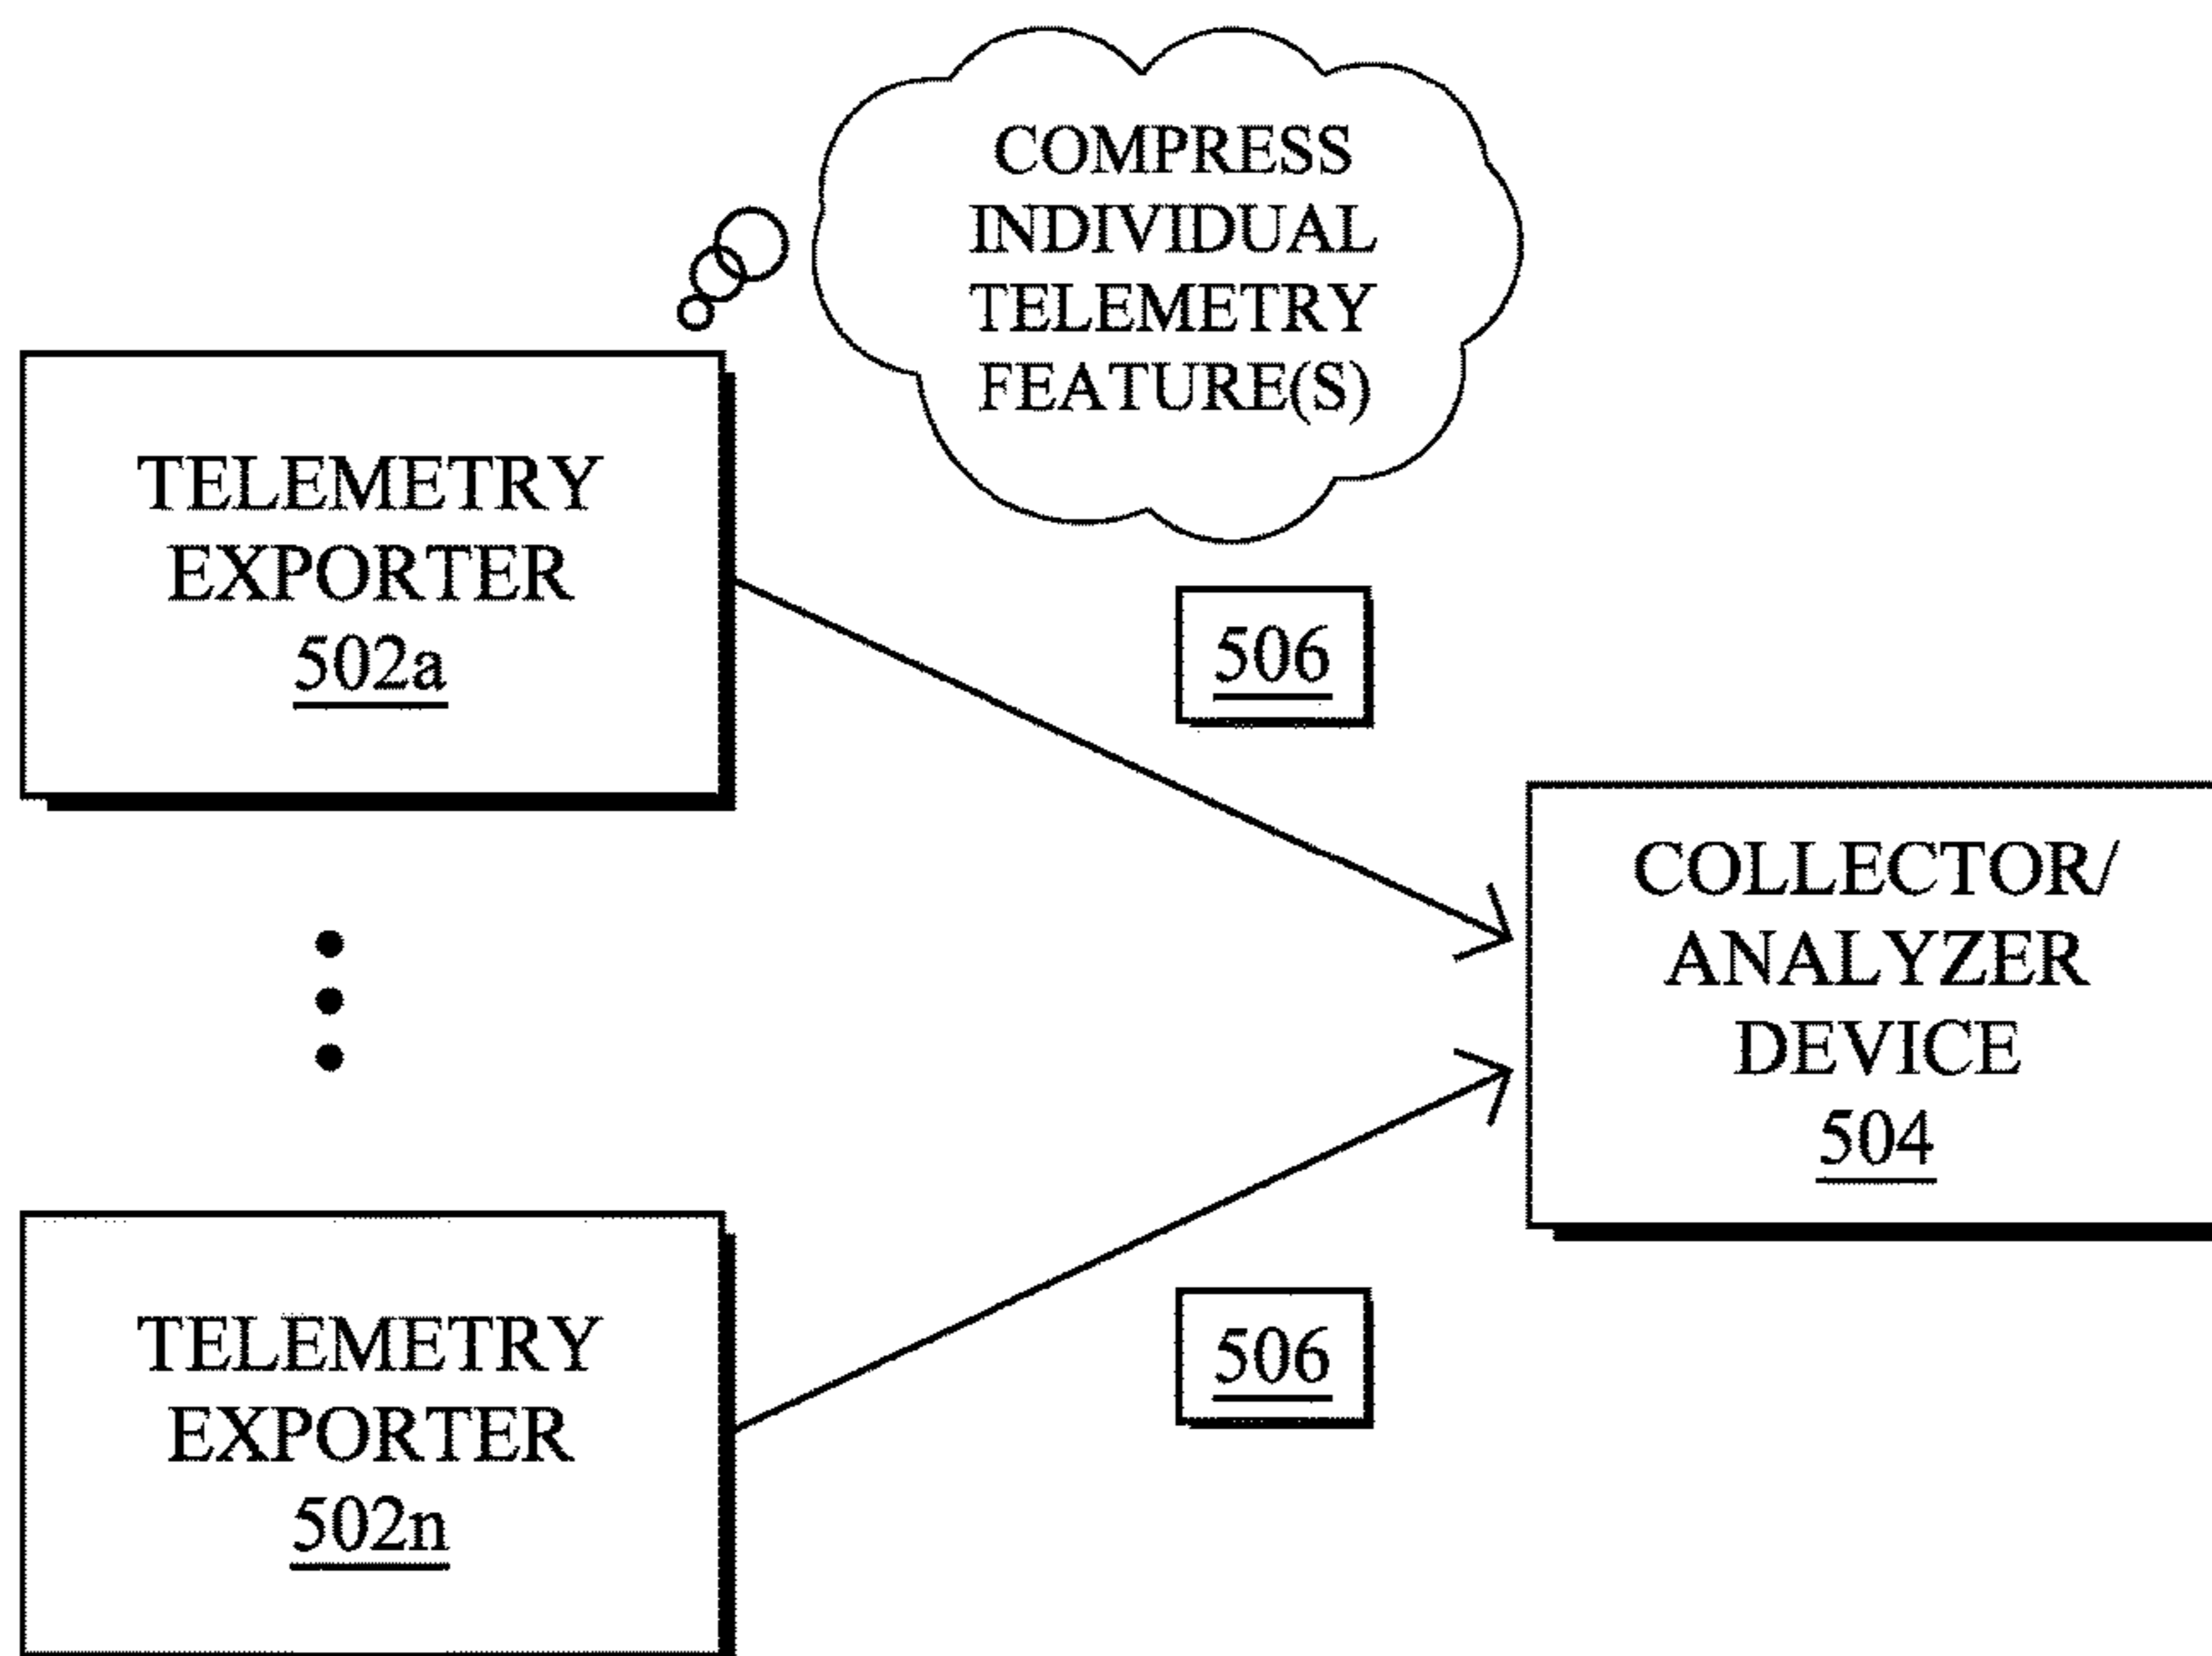 COMPRESS
INDIVIDUAL
TELEMETRY
FEATURE(S)
TELEMETRY
EXPORTER
502a
506
COLLECTOR/
ANALYZER
DEVICE
504
TELEMETRY
EXPORTER
502n
506